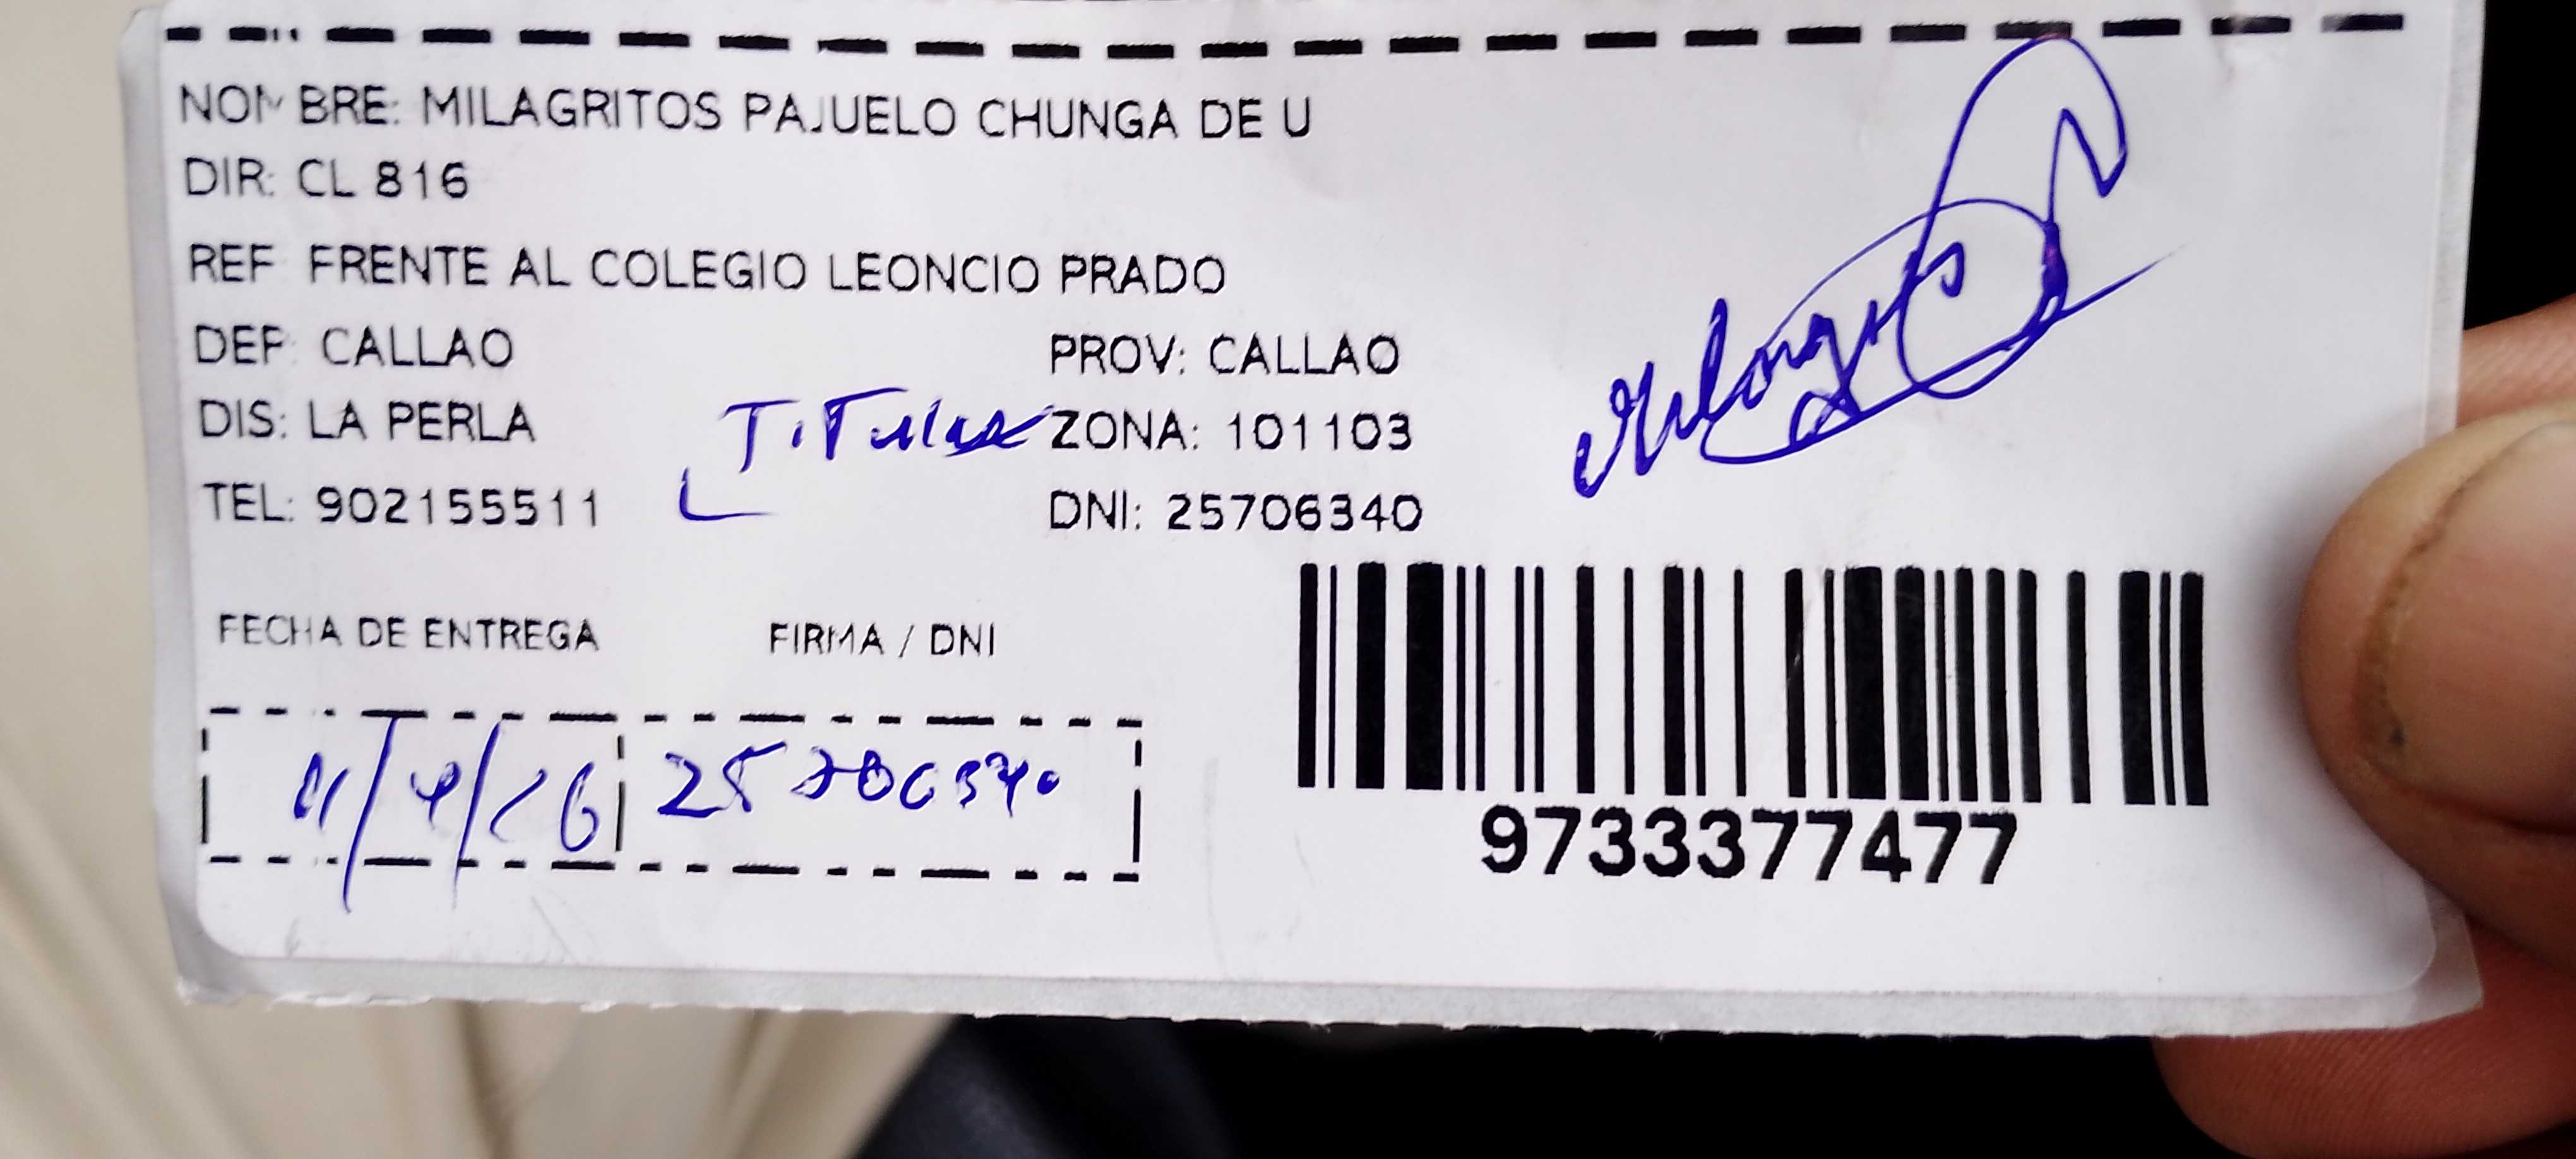 NOMBRE: MILAGRITOS PAJUELO CHUNGA DE U
DIR: CL 816
REF: FRENTE AL COLEGIO LEONCIO PRADO
DEP: CALLAO PROV: CALLAO
DIS: LA PERLA Titular ZONA: 101103
TEL: 902155511 DNI: 25706340
FECHA DE ENTREGA FIRMA / DNI
11/4/26 25706340
9733377477